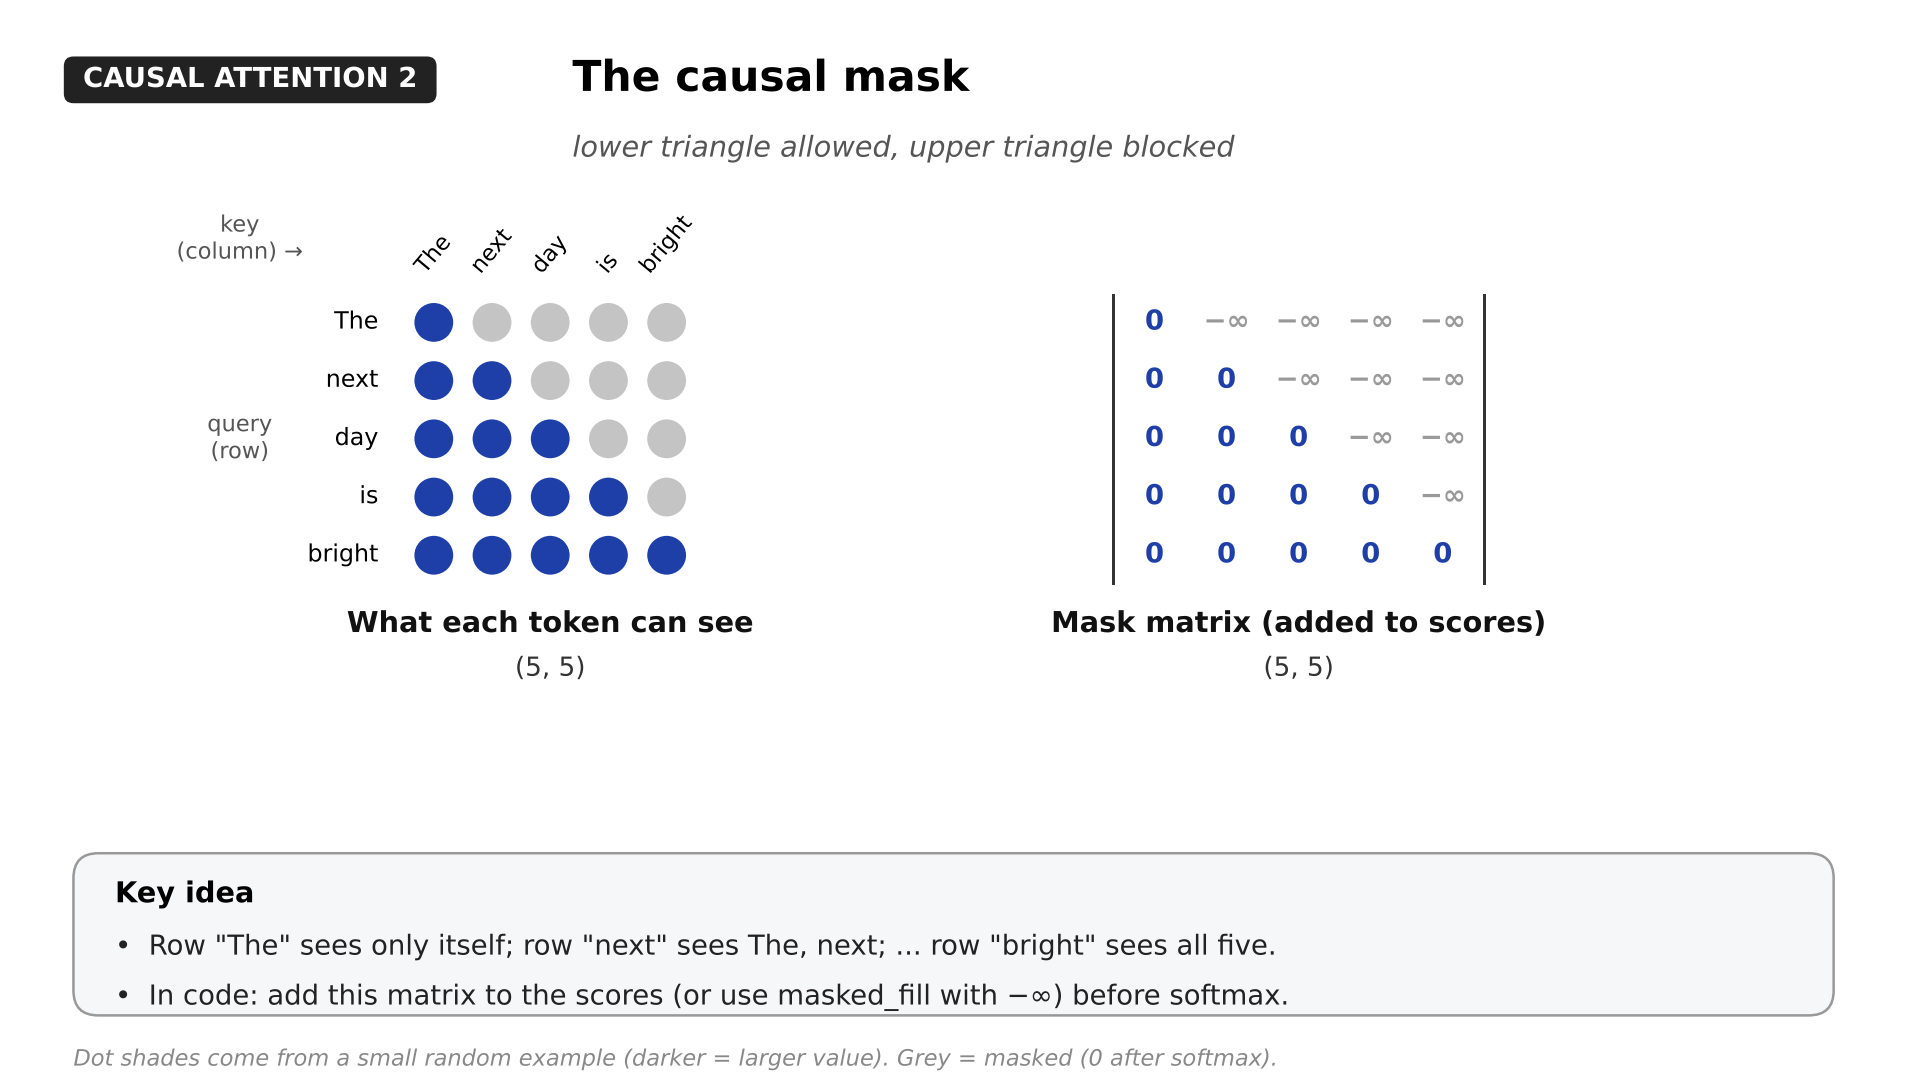 CAUSAL ATTENTION 2
The causal mask
lower triangle allowed, upper triangle blocked
key
(column) →
The next day is bright
The
next
day
is
bright
query
(row)
What each token can see
(5, 5)
0 −∞ −∞ −∞ −∞
0 0 −∞ −∞ −∞
0 0 0 −∞ −∞
0 0 0 0 −∞
0 0 0 0 0
Mask matrix (added to scores)
(5, 5)
Key idea
• Row "The" sees only itself; row "next" sees The, next; ... row "bright" sees all five.
• In code: add this matrix to the scores (or use masked_fill with −∞) before softmax.
Dot shades come from a small random example (darker = larger value). Grey = masked (0 after softmax).